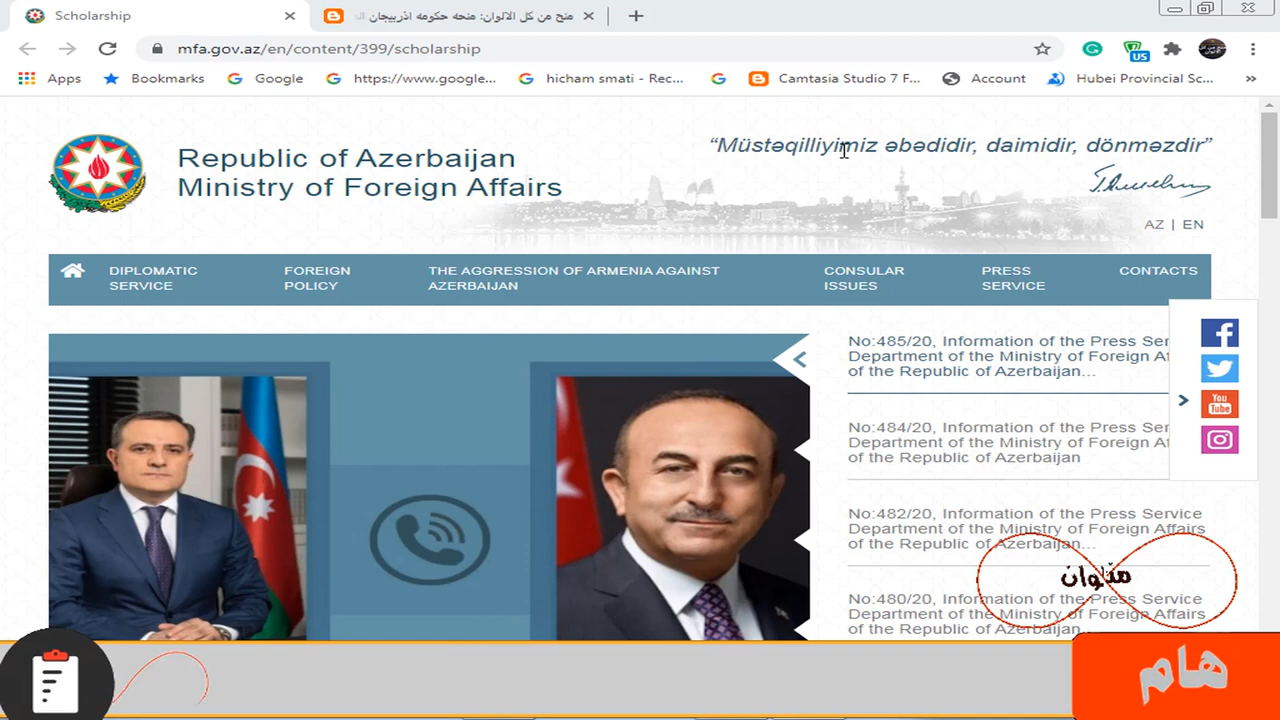 Scholarship
منح من كل الالوان: منحه حكومه اذربيجان
mfa.gov.az/en/content/399/scholarship
US
Apps
Bookmarks
Google
https://www.google...
hicham smati - Rec...
Camtasia Studio 7 F...
Account
Hubei Provincial Sc...
»
Republic of Azerbaijan
Ministry of Foreign Affairs
“Müstəqilliyimiz əbədidir, daimidir, dönməzdir”
AZ | EN
DIPLOMATIC
SERVICE
FOREIGN
POLICY
THE AGGRESSION OF ARMENIA AGAINST
AZERBAIJAN
CONSULAR
ISSUES
PRESS
SERVICE
CONTACTS
No:485/20, Information of the Press Ser
Department of the Ministry of Foreign A
of the Republic of Azerbaijan...
No:484/20, Information of the Press Ser
Department of the Ministry of Foreign A
of the Republic of Azerbaijan
No:482/20, Information of the Press Service
Department of the Ministry of Foreign Affairs
of the Republic of Azerbaijan...
No:480/20, Information of the Press Service
Department of the Ministry of Foreign Affairs
of the Republic of Azerbaijan...
You
Tube
هام